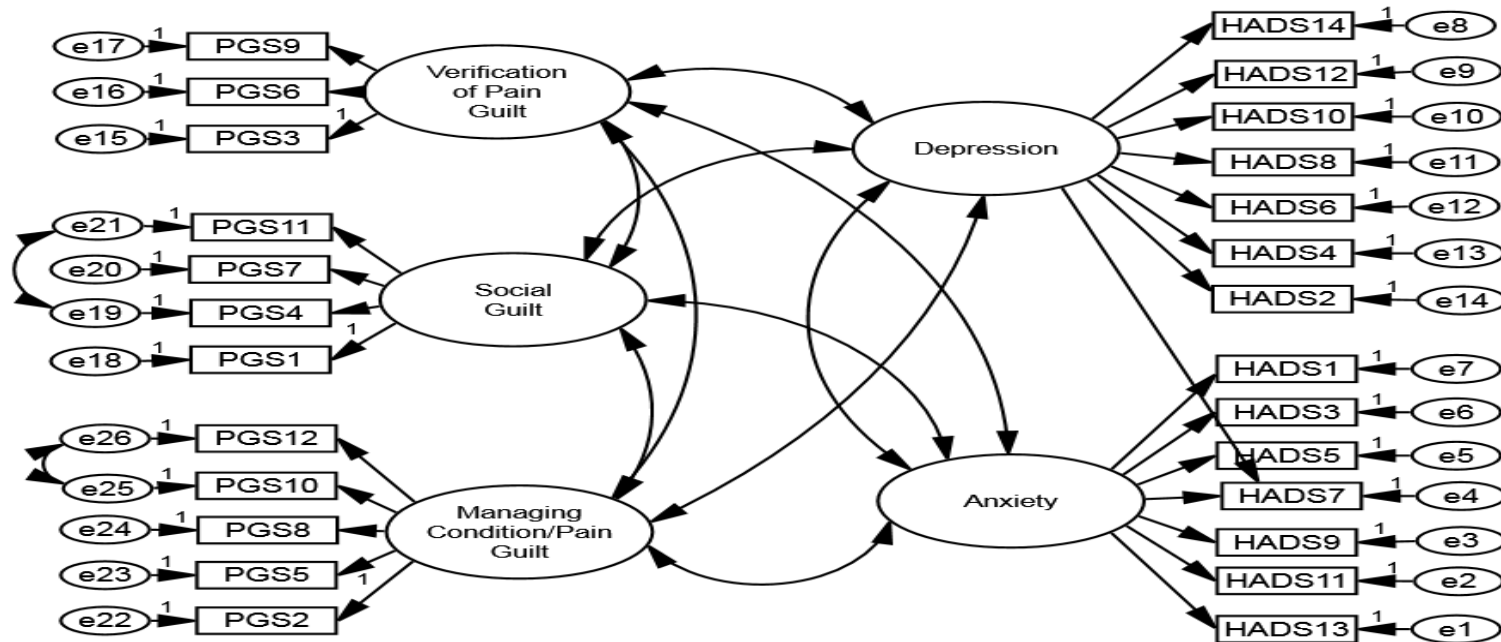 e17 1 PGS9
e16 1 PGS6
e15 1 PGS3
1
Verification
of Pain
Guilt
e21 1 PGS11
e20 1 PGS7
e19 1 PGS4
e18 1 PGS1
1
Social
Guilt
e26 1 PGS12
e25 1 PGS10
e24 1 PGS8
e23 1 PGS5
e22 1 PGS2
1
Managing
Condition/Pain
Guilt
Depression
HADS14 1 e8
HADS12 1 e9
HADS10 1 e10
HADS8 1 e11
HADS6 1 e12
HADS4 1 e13
HADS2 1 e14
Anxiety
HADS1 1 e7
HADS3 1 e6
HADS5 1 e5
HADS7 1 e4
HADS9 1 e3
HADS11 1 e2
HADS13 1 e1